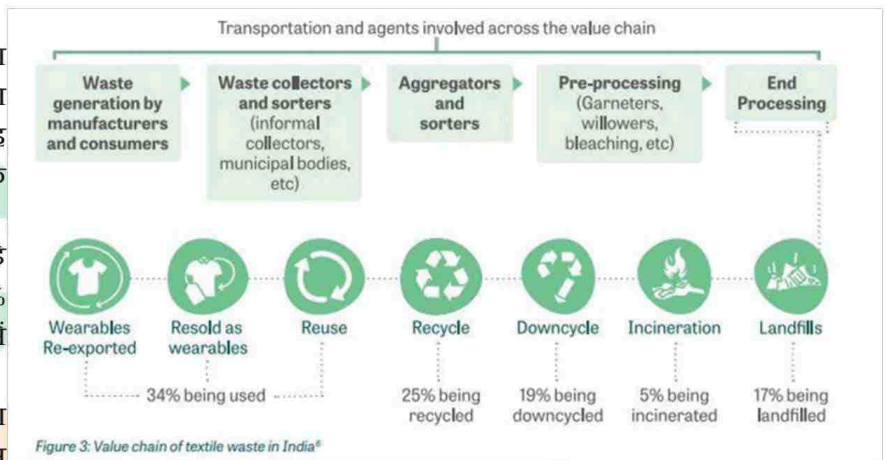 Transportation and agents involved across the value chain
Waste
generation by
manufacturers
and consumers
Waste collectors
and sorters
(informal
collectors,
municipal bodies,
etc)
Aggregators
and
sorters
Pre-processing
(Garneters,
willowers,
bleaching, etc)
End
Processing
Wearables
Re-exported
Resold as
wearables
Reuse
Recycle
Downcycle
Incineration
Landfills
34% being used
25% being
recycled
19% being
downcycled
5% being
incinerated
17% being
landfilled
Figure 3: Value chain of textile waste in India⁶